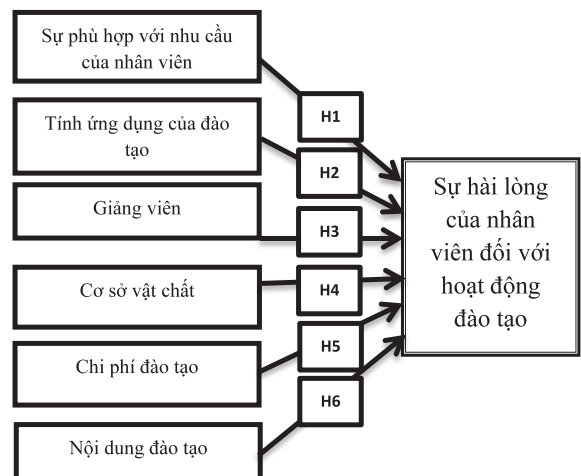 Sự phù hợp với nhu cầu
của nhân viên
H1
Tính ứng dụng của đào
tạo
H2
Giảng viên
H3
Cơ sở vật chất
H4
Chi phí đào tạo
H5
Nội dung đào tạo
H6
Sự hài lòng
của nhân
viên đối với
hoạt động
đào tạo